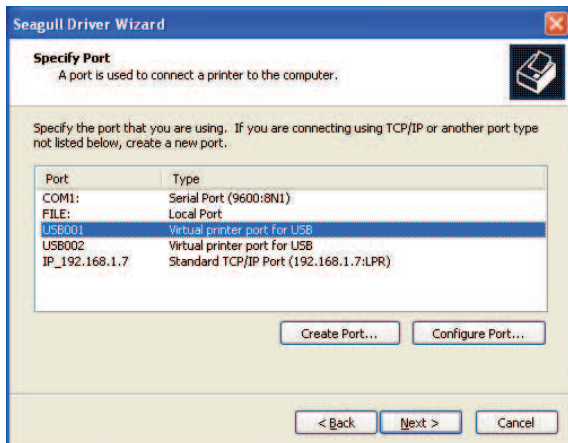 Seagull Driver Wizard
Specify Port
A port is used to connect a printer to the computer.
Specify the port that you are using. If you are connecting using TCP/IP or another port type
not listed below, create a new port.
Port Type
COM1: Serial Port (9600:8N1)
FILE: Local Port
USB001 Virtual printer port for USB
USB002 Virtual printer port for USB
IP_192.168.1.7 Standard TCP/IP Port (192.168.1.7:LPR)
Create Port... Configure Port...
< Back Next > Cancel